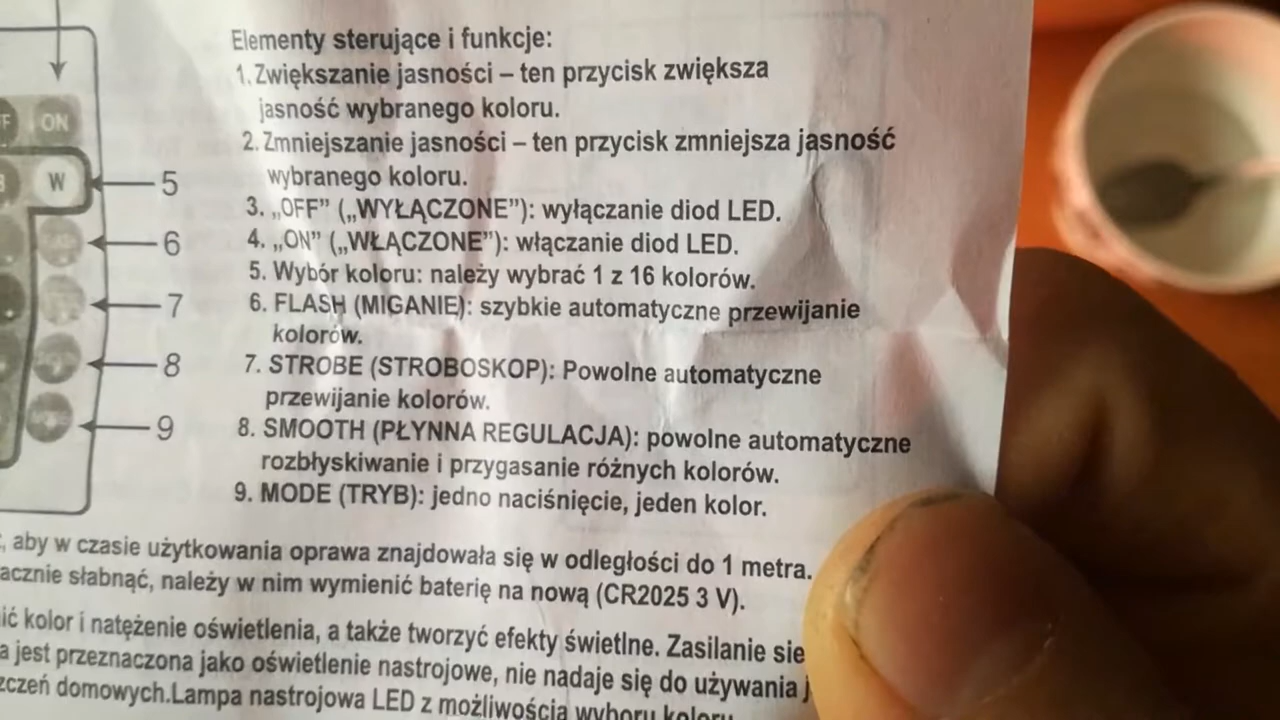 Elementy sterujące i funkcje:
1. Zwiększanie jasności – ten przycisk zwiększa
jasność wybranego koloru.
2. Zmniejszanie jasności – ten przycisk zmniejsza jasność
wybranego koloru.
3. „OFF” („WYŁĄCZONE”): wyłączanie diod LED.
4. „ON” („WŁĄCZONE”): włączanie diod LED.
5. Wybór koloru: należy wybrać 1 z 16 kolorów.
6. FLASH (MIGANIE): szybkie automatyczne przewijanie
kolorów.
7. STROBE (STROBOSKOP): Powolne automatyczne
przewijanie kolorów.
8. SMOOTH (PŁYNNA REGULACJA): powolne automatyczne
rozbłyskiwanie i przygasanie różnych kolorów.
9. MODE (TRYB): jedno naciśnięcie, jeden kolor.
ON
W
5
6
7
8
9
, aby w czasie użytkowania oprawa znajdowała się w odległości do 1 metra.
acznie słabnąć, należy w nim wymienić baterię na nową (CR2025 3 V).
ić kolor i natężenie oświetlenia, a także tworzyć efekty świetlne. Zasilanie sie
a jest przeznaczona jako oświetlenie nastrojowe, nie nadaje się do używania j
zczeń domowych.Lampa nastrojowa LED z możliwością wyboru koloru